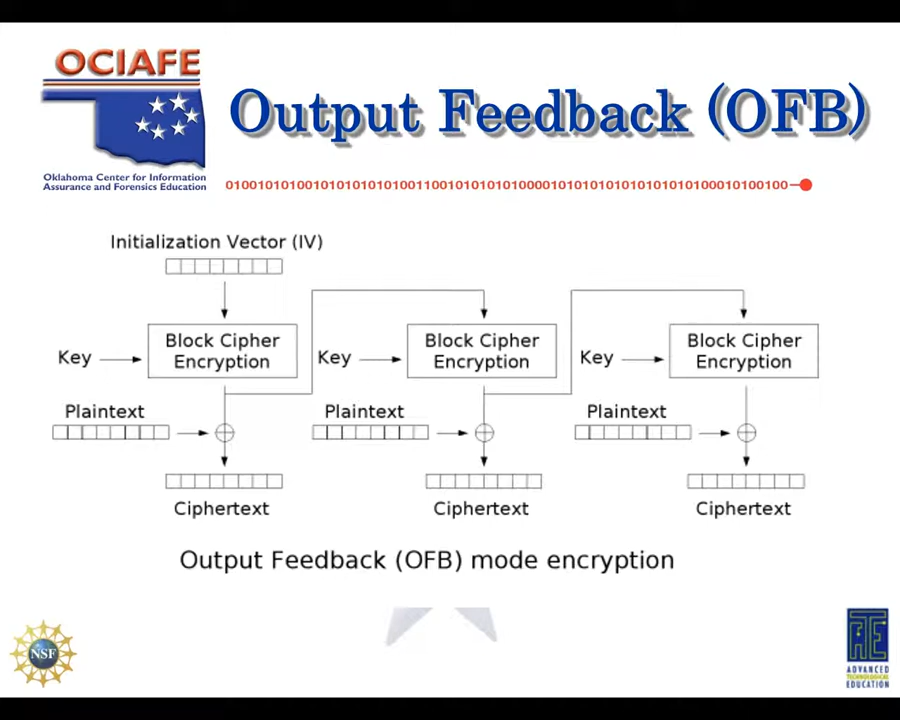 OCIAFE
Oklahoma Center for Information
Assurance and Forensics Education
Output Feedback (OFB)
Initialization Vector (IV)
Block Cipher
Encryption
Block Cipher
Encryption
Block Cipher
Encryption
Key
Key
Key
Plaintext
Plaintext
Plaintext
Ciphertext
Ciphertext
Ciphertext
Output Feedback (OFB) mode encryption
NSF
ATE
ADVANCED
TECHNOLOGICAL
EDUCATION